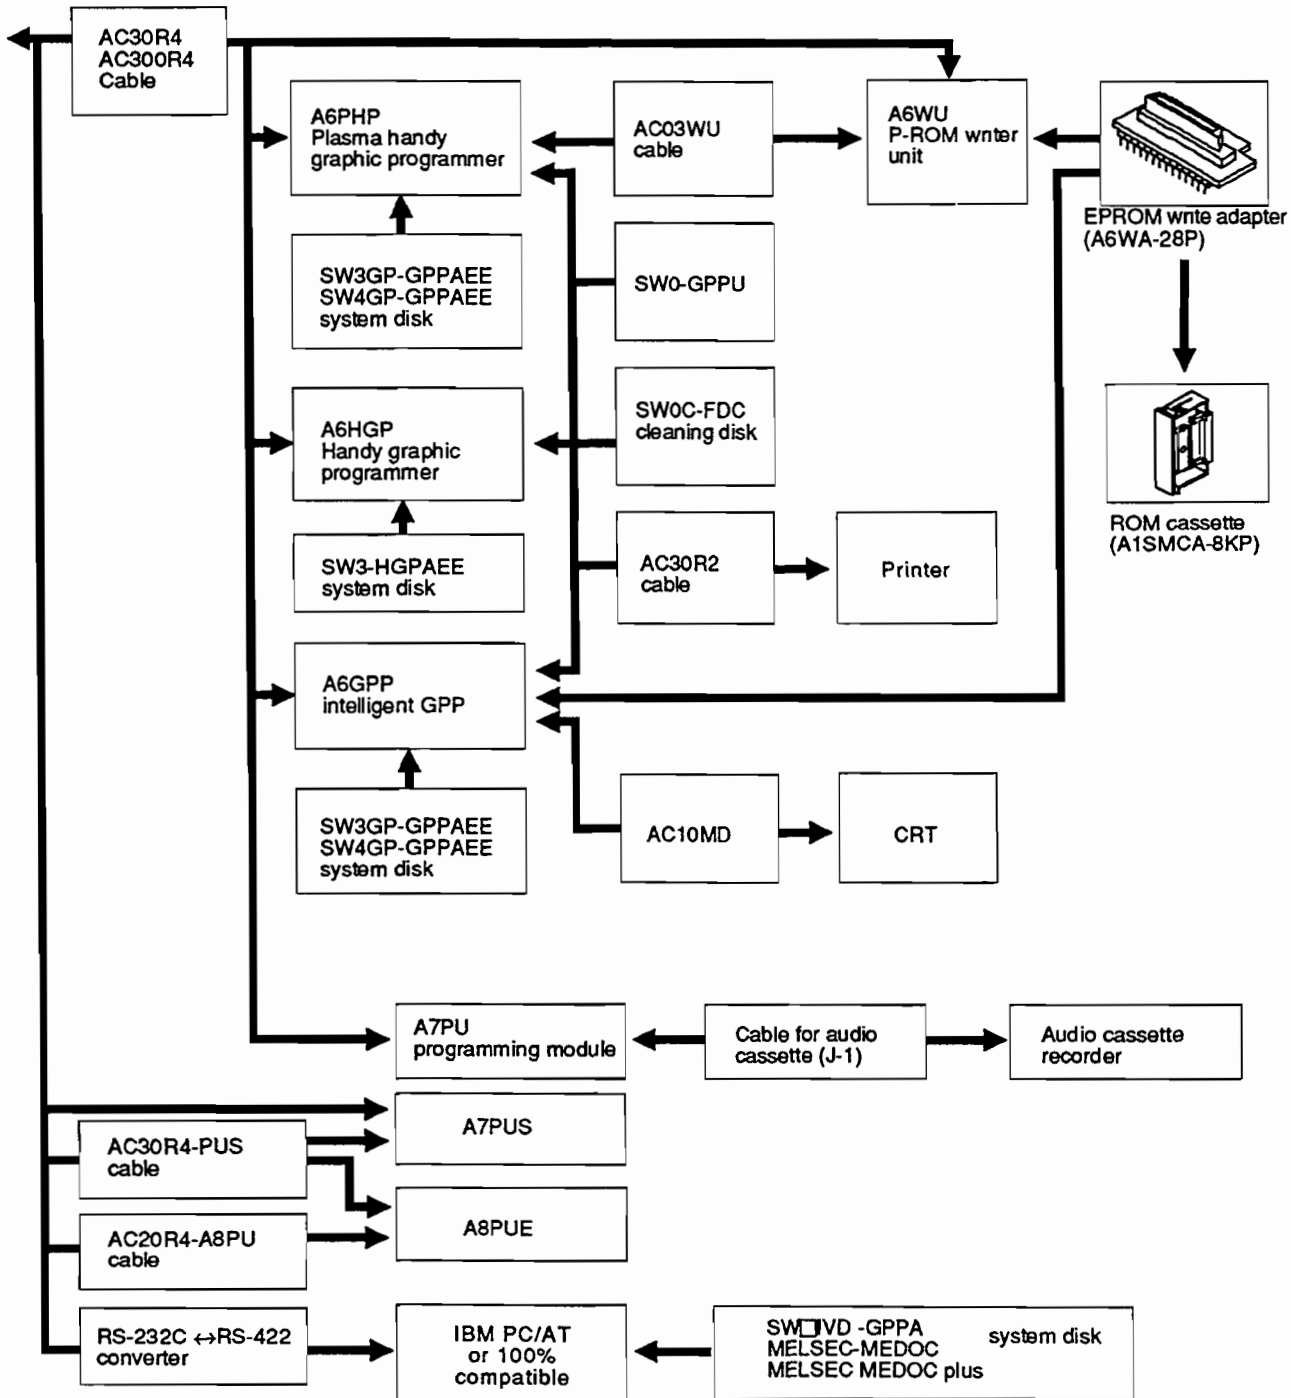 AC30R4
AC300R4
Cable
A6PHP
Plasma handy
graphic programmer
AC03WU
cable
A6WU
P-ROM wnter
unit
EPROM wnte adapter
(A6WA-28P)
SW3GP-GPPAEE
SW4GP-GPPAEE
system disk
SW0-GPPU
A6HGP
Handy graphic
programmer
SW0C-FDC
cleaning disk
ROM cassette
(A1SMCA-8KP)
SW3-HGPAEE
system disk
AC30R2
cable
Printer
A6GPP
intelligent GPP
SW3GP-GPPAEE
SW4GP-GPPAEE
system disk
AC10MD
CRT
A7PU
programming module
Cable for audio
cassette (J-1)
Audio cassette
recorder
A7PUS
AC30R4-PUS
cable
A8PUE
AC20R4-A8PU
cable
RS-232C ↔RS-422
converter
IBM PC/AT
or 100%
compatible
SW□IVD -GPPA system disk
MELSEC-MEDOC
MELSEC MEDOC plus